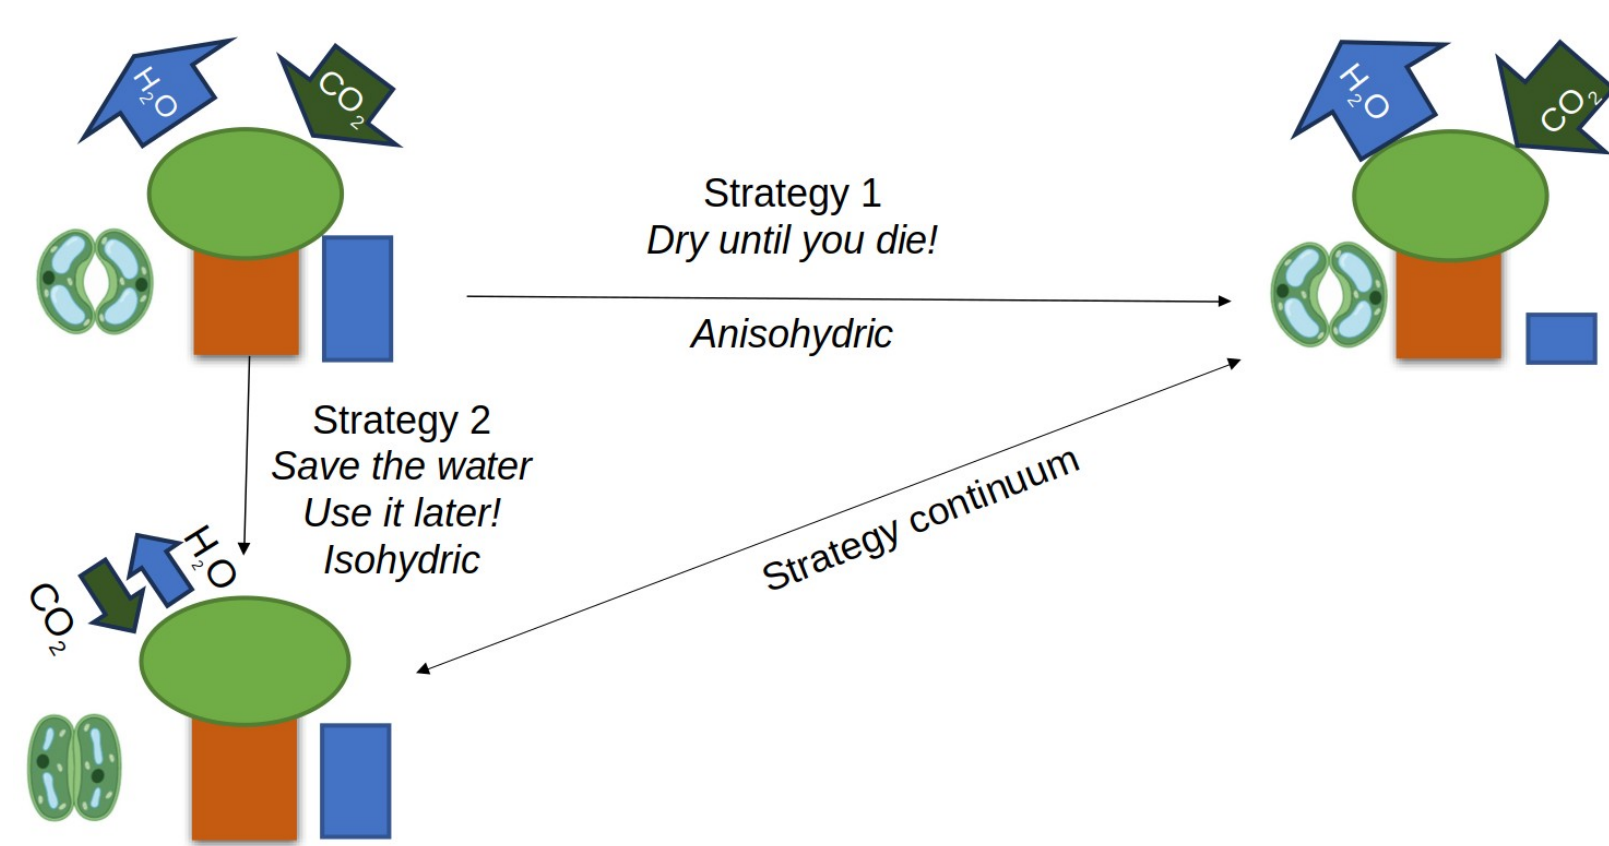 H₂O
CO₂
H₂O
CO₂
Strategy 1
Dry until you die!
Anisohydric
Strategy 2
Save the water
Use it later!
Isohydric
Strategy continuum
H₂O
CO₂